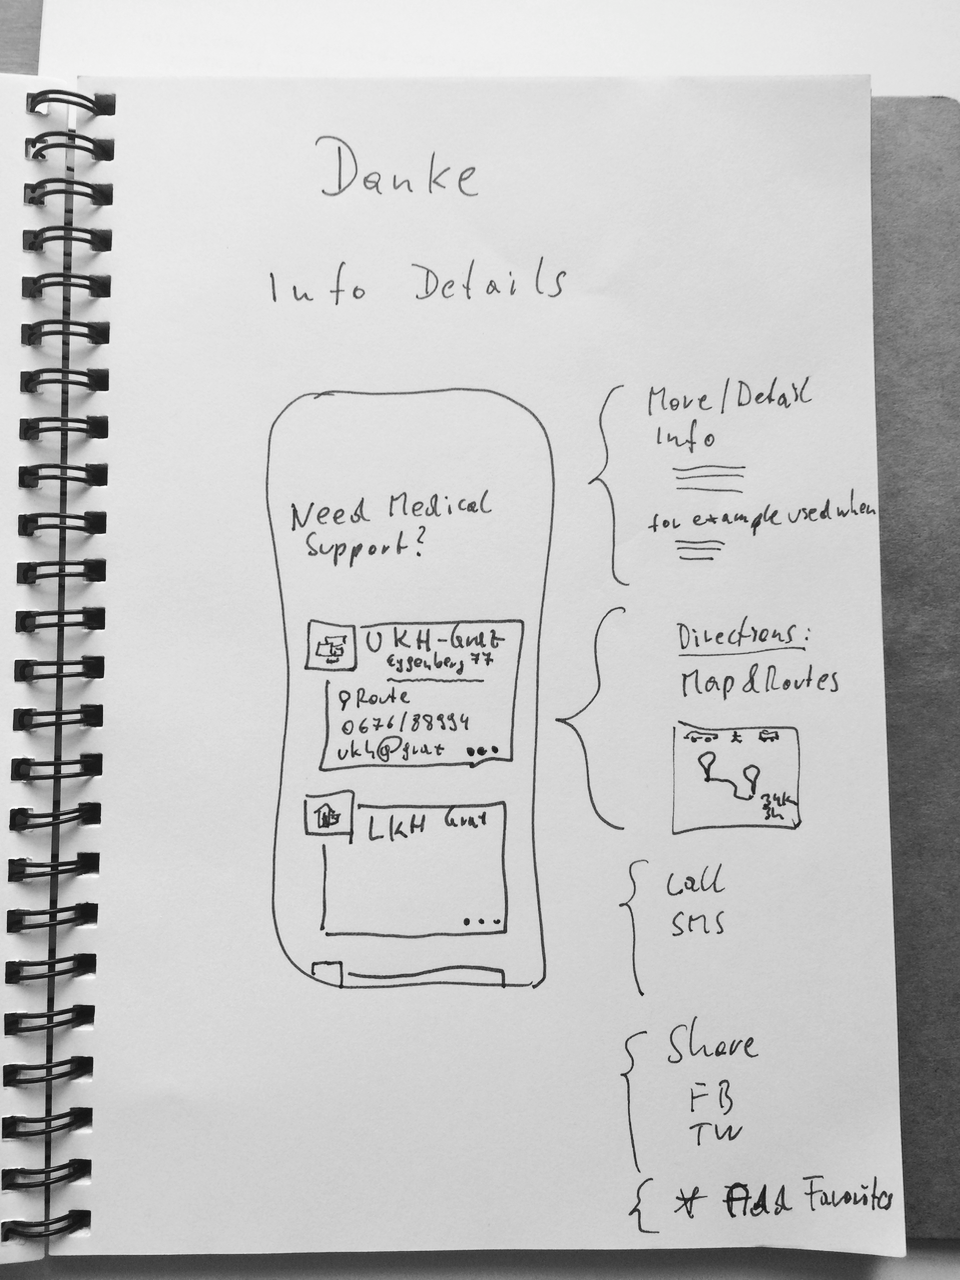 Danke
Info Details
Need Medical
Support?
UKH-Graz
Eggenberg 77
Route
0676/88994
ukh@graz
...
LKH Graz
...
More/Detail
Info
for example used when
Directions:
Map & Routes
34K
3h
Call
SMS
Share
FB
TW
* Add Favorites